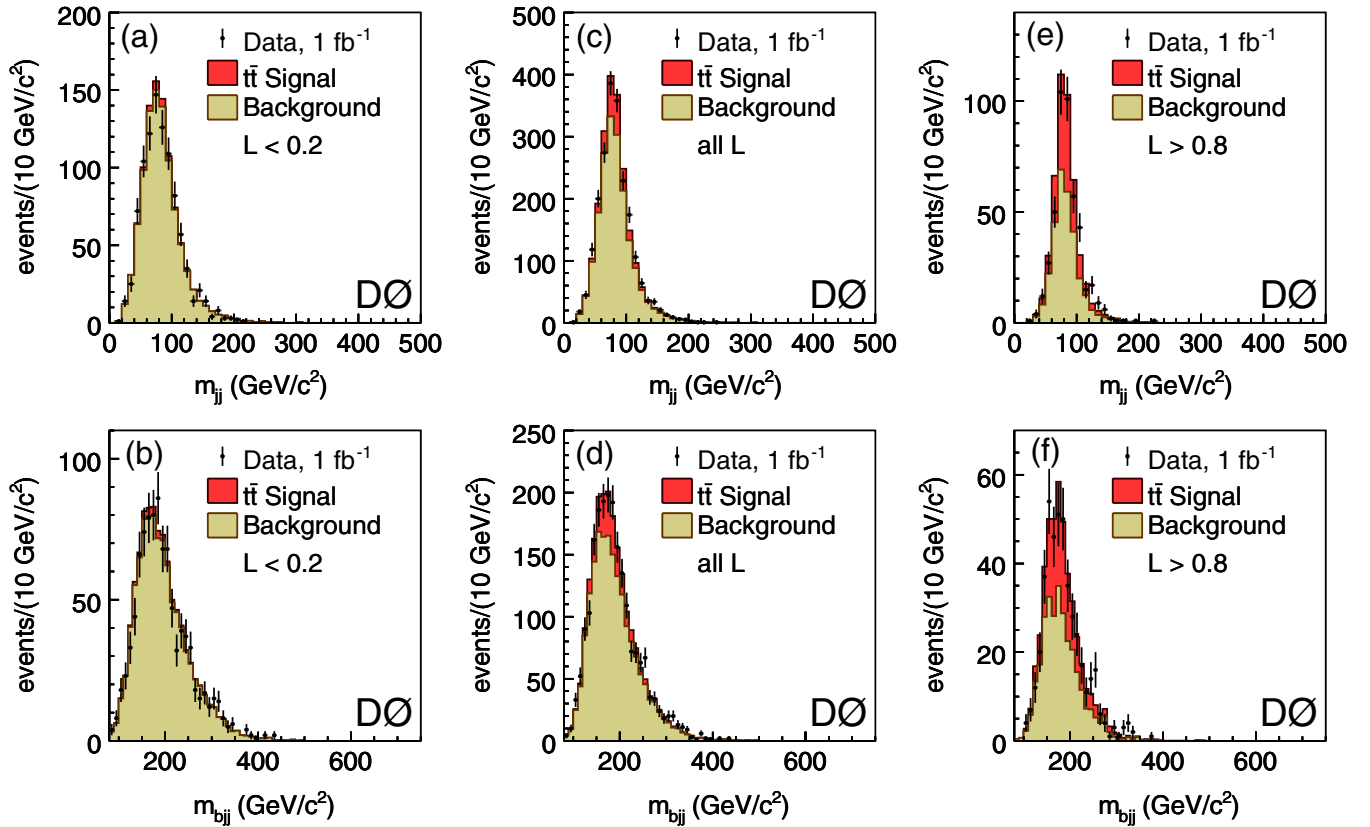 (a)
Data, 1 fb⁻¹
tt̄ Signal
Background
L < 0.2
DØ
events/(10 GeV/c²)
200
150
100
50
0
0 100 200 300 400 500
m_jj (GeV/c²)
(c)
Data, 1 fb⁻¹
tt̄ Signal
Background
all L
DØ
events/(10 GeV/c²)
500
400
300
200
100
0
0 100 200 300 400 500
m_jj (GeV/c²)
(e)
Data, 1 fb⁻¹
tt̄ Signal
Background
L > 0.8
DØ
events/(10 GeV/c²)
100
50
0
0 100 200 300 400 500
m_jj (GeV/c²)
(b)
Data, 1 fb⁻¹
tt̄ Signal
Background
L < 0.2
DØ
events/(10 GeV/c²)
100
50
0
200 400 600
m_bjj (GeV/c²)
(d)
Data, 1 fb⁻¹
tt̄ Signal
Background
all L
DØ
events/(10 GeV/c²)
250
200
150
100
50
0
200 400 600
m_bjj (GeV/c²)
(f)
Data, 1 fb⁻¹
tt̄ Signal
Background
L > 0.8
DØ
events/(10 GeV/c²)
60
40
20
0
200 400 600
m_bjj (GeV/c²)